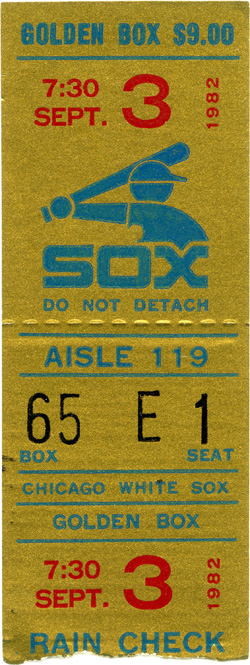 GOLDEN BOX $9.00
7:30
SEPT. 3 1982
SOX
DO NOT DETACH
AISLE 119
65 E 1
BOX SEAT
CHICAGO WHITE SOX
GOLDEN BOX
7:30
SEPT. 3 1982
RAIN CHECK